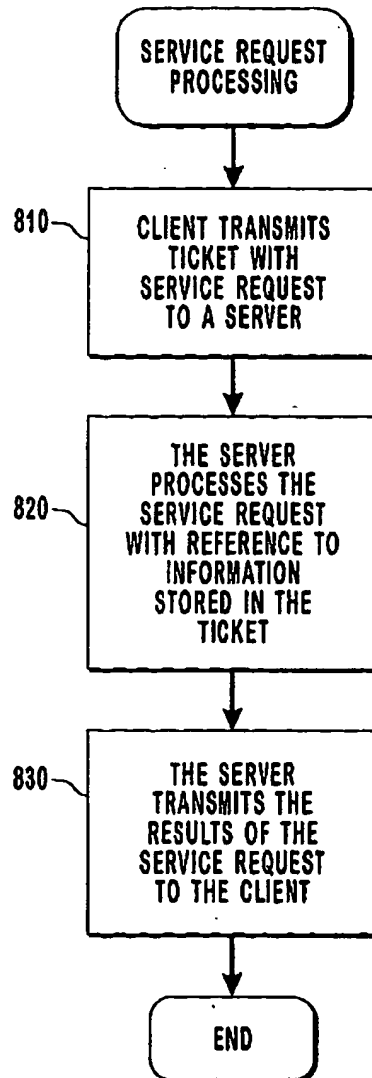 SERVICE REQUEST
PROCESSING
810
CLIENT TRANSMITS
TICKET WITH
SERVICE REQUEST
TO A SERVER
820
THE SERVER
PROCESSES THE
SERVICE REQUEST
WITH REFERENCE TO
INFORMATION
STORED IN THE
TICKET
830
THE SERVER
TRANSMITS THE
RESULTS OF THE
SERVICE REQUEST
TO THE CLIENT
END